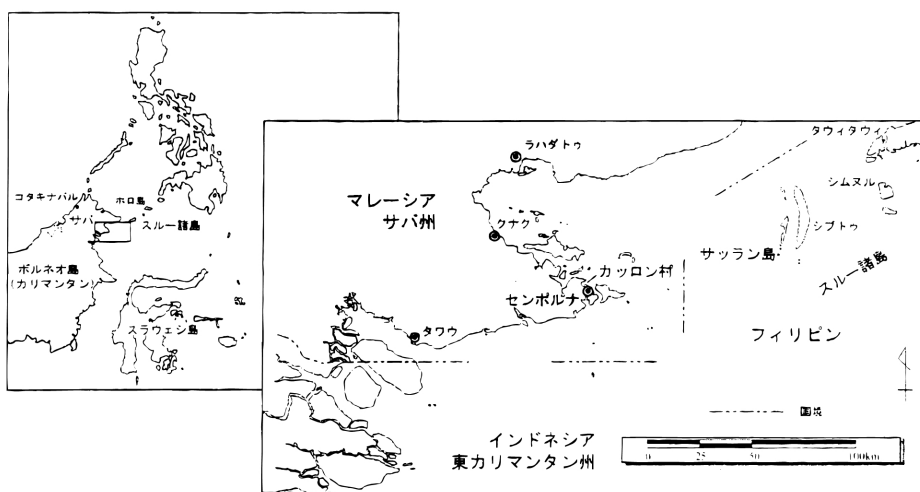 コタキナバル
ホロ島
サバ
スルー諸島
ボルネオ島
(カリマンタン)
スラウェシ島
ラハダトゥ
タウィタウィ
シムヌル
マレーシア
サバ州
クナク
シブトゥ
サッラン島
カッロン村
スルー諸島
センポルナ
タワウ
フィリピン
国境
インドネシア
東カリマンタン州
0 25 50 100km